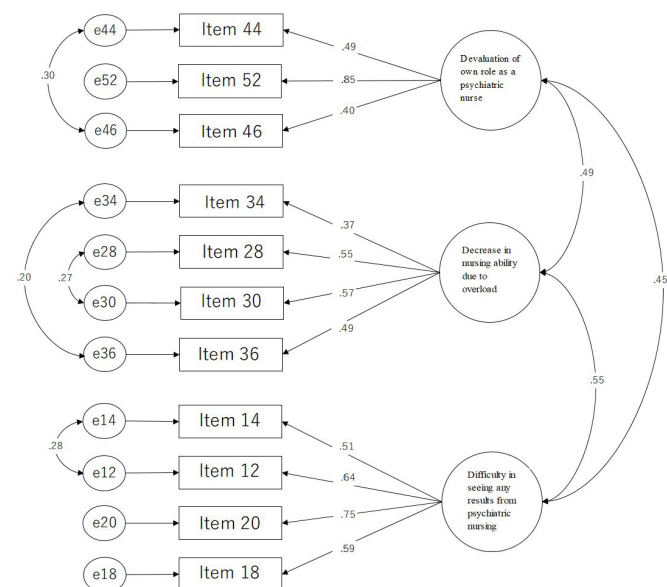 e44
Item 44
.49
Devaluation of
own role as a
psychiatric
nurse
.30
e52
Item 52
.85
e46
Item 46
.40
.49
e34
Item 34
.37
e28
Item 28
.55
Decrease in
nursing ability
due to
overload
.20
.27
.45
e30
Item 30
.57
e36
Item 36
.49
.55
e14
Item 14
.51
.28
e12
Item 12
.64
Difficulty in
seeing any
results from
psychiatric
nursing
e20
Item 20
.75
e18
Item 18
.59